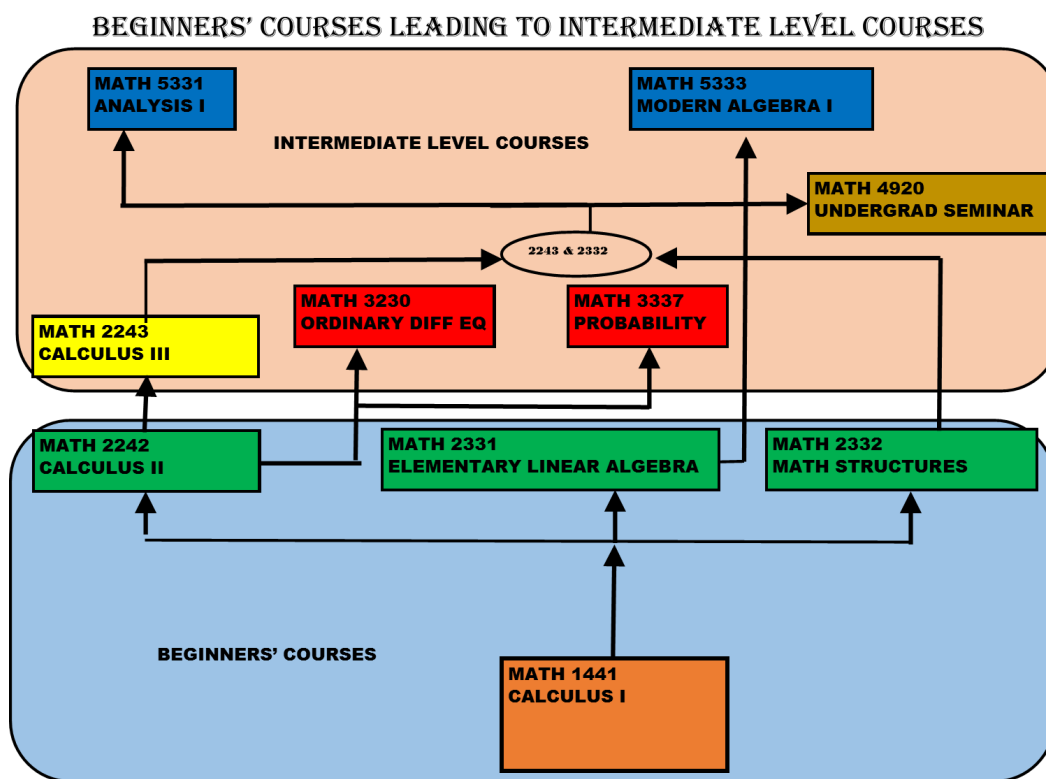 BEGINNERS' COURSES LEADING TO INTERMEDIATE LEVEL COURSES
MATH 5331
ANALYSIS I
MATH 5333
MODERN ALGEBRA I
INTERMEDIATE LEVEL COURSES
MATH 4920
UNDERGRAD SEMINAR
2243 & 2332
MATH 3230
ORDINARY DIFF EQ
MATH 3337
PROBABILITY
MATH 2243
CALCULUS III
MATH 2242
CALCULUS II
MATH 2331
ELEMENTARY LINEAR ALGEBRA
MATH 2332
MATH STRUCTURES
BEGINNERS' COURSES
MATH 1441
CALCULUS I